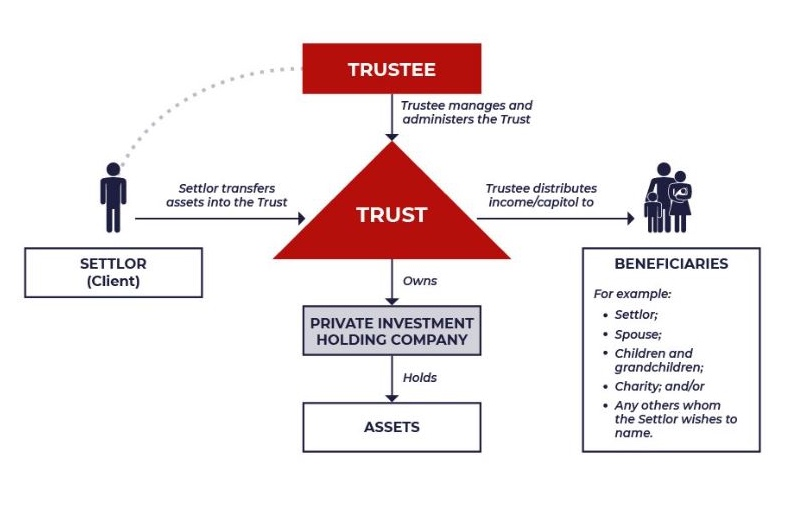 TRUSTEE
Trustee manages and
administers the Trust
Settlor transfers
assets into the Trust
TRUST
Trustee distributes
income/capitol to
SETTLOR
(Client)
Owns
PRIVATE INVESTMENT
HOLDING COMPANY
Holds
ASSETS
BENEFICIARIES
For example:
• Settlor;
• Spouse;
• Children and
grandchildren;
• Charity; and/or
• Any others whom
the Settlor wishes to
name.